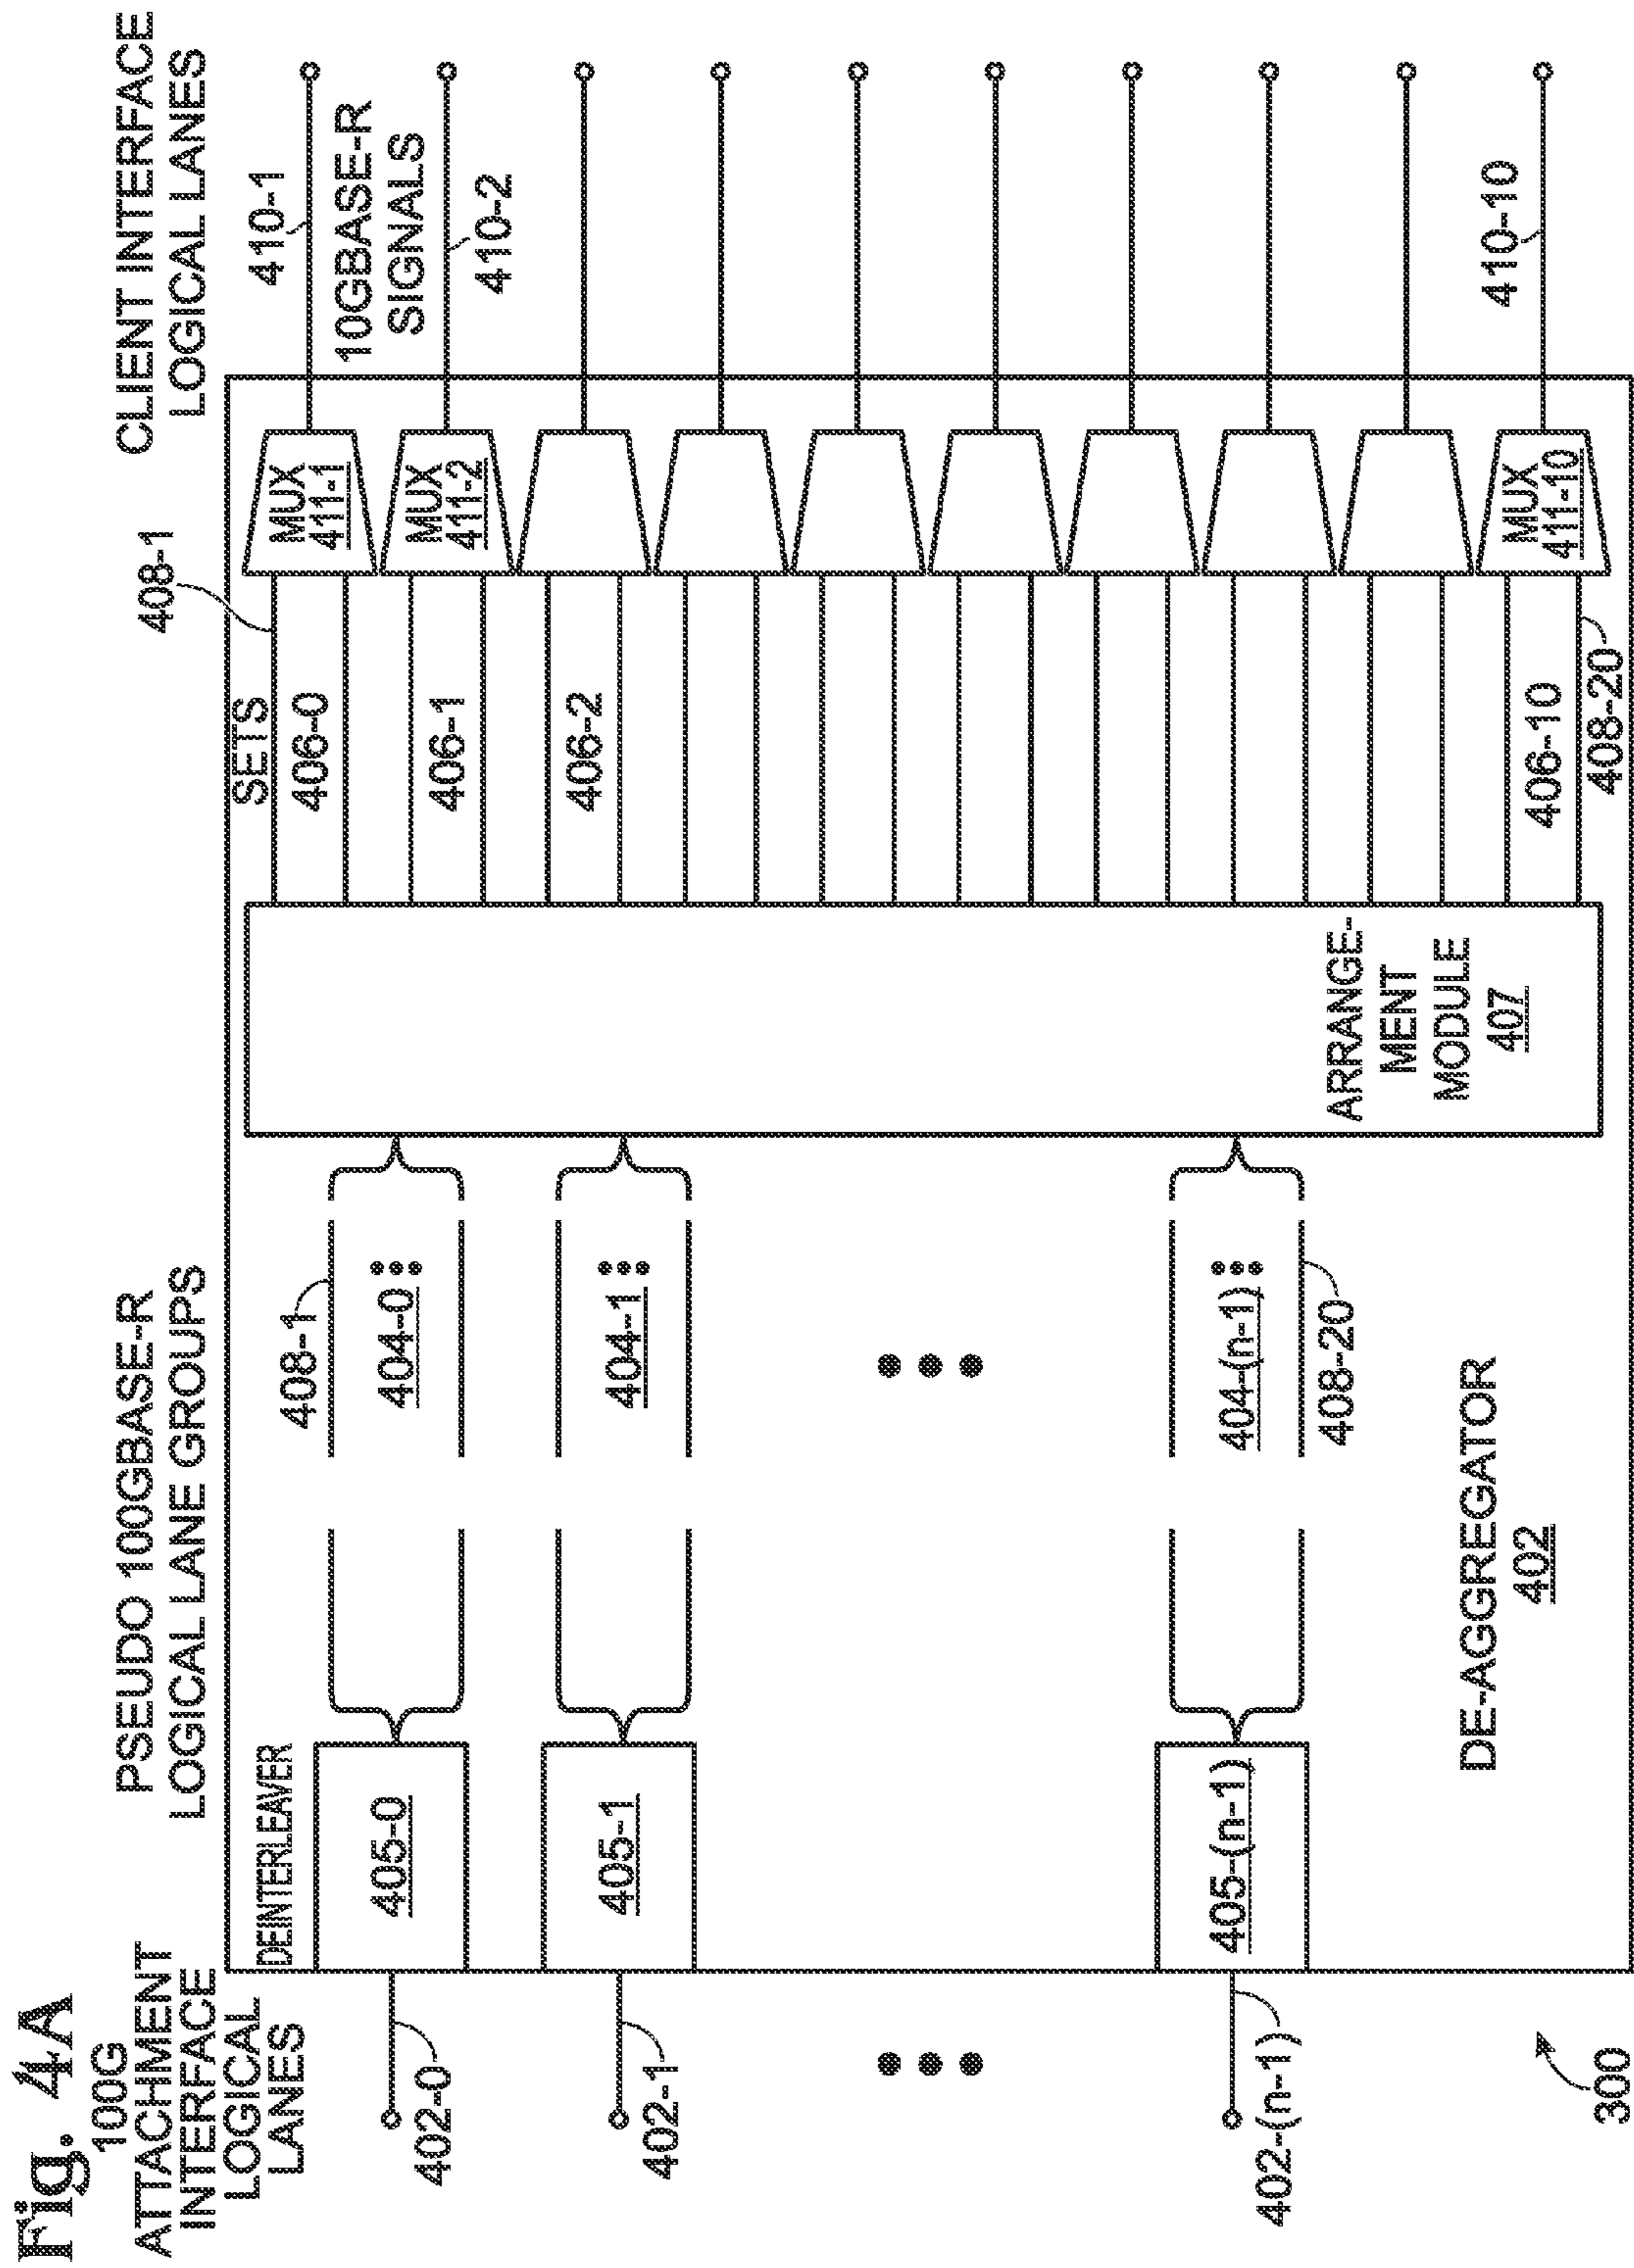 Fig. 4A
100G
ATTACHMENT
INTERFACE
LOGICAL
LANES
PSEUDO 100GBASE-R
LOGICAL LANE GROUPS
CLIENT INTERFACE
LOGICAL LANES
DEINTERLEAVER
402-0
405-0
408-1
404-0
402-1
405-1
404-1
402-(n-1)
405-(n-1)
404-(n-1)
408-20
DE-AGGREGATOR
402
ARRANGE-
MENT
MODULE
407
SETS
408-1
406-0
406-1
406-2
406-10
408-20
MUX
411-1
MUX
411-2
MUX
411-10
410-1
10GBASE-R
SIGNALS
410-2
410-10
300